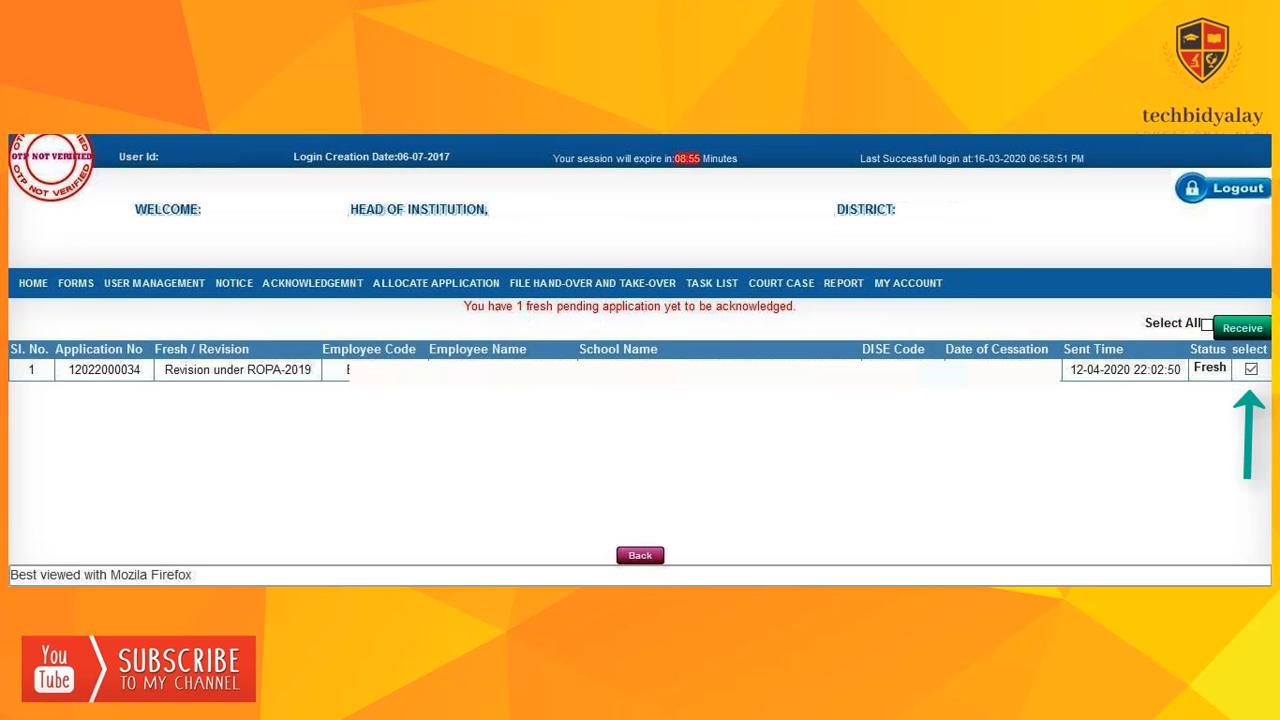 techbidyalay
OTP NOT VERIFIED
User Id:
Login Creation Date:06-07-2017
Your session will expire in:08:55 Minutes
Last Successfull login at:16-03-2020 06:58:51 PM
OTP NOT VERIFIED
Logout
WELCOME:
HEAD OF INSTITUTION,
DISTRICT:
HOME FORMS USER MANAGEMENT NOTICE ACKNOWLEDGEMNT ALLOCATE APPLICATION FILE HAND-OVER AND TAKE-OVER TASK LIST COURT CASE REPORT MY ACCOUNT
You have 1 fresh pending application yet to be acknowledged.
Select All
Receive
Sl. No. Application No Fresh / Revision Employee Code Employee Name School Name DISE Code Date of Cessation Sent Time Status select
1 12022000034 Revision under ROPA-2019 12-04-2020 22:02:50 Fresh
Back
Best viewed with Mozila Firefox
You
Tube
SUBSCRIBE
TO MY CHANNEL